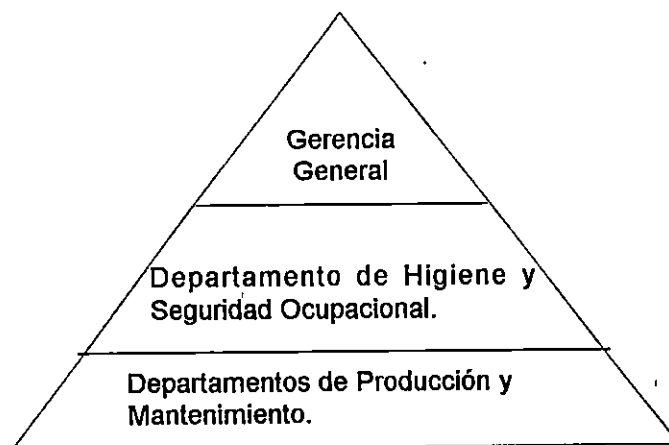 Gerencia
General
Departamento de Higiene y
Seguridad Ocupacional.
Departamentos de Producción y
Mantenimiento.